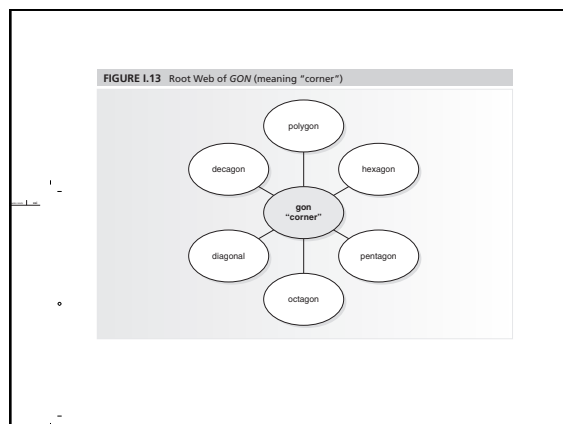 FIGURE I.13 Root Web of GON (meaning “corner”)
polygon
decagon
hexagon
gon
“corner”
diagonal
pentagon
octagon